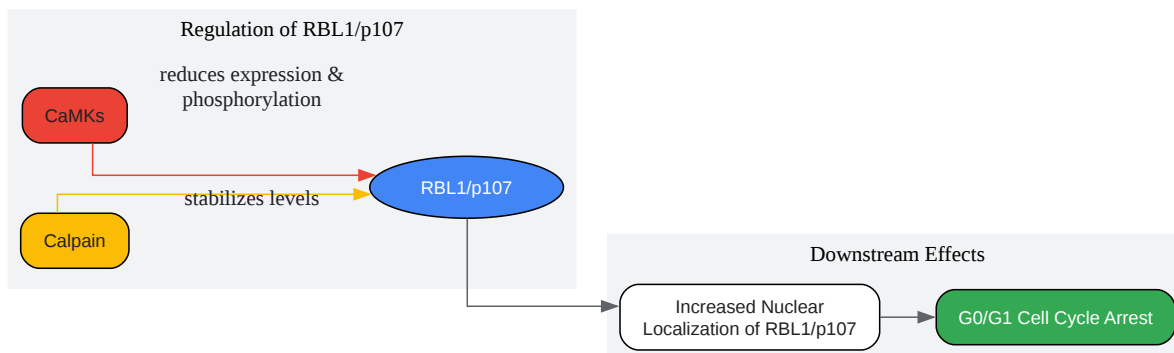 Regulation of RBL1/p107
reduces expression &
phosphorylation
CaMKs
RBL1/p107
stabilizes levels
Calpain
Downstream Effects
Increased Nuclear
Localization of RBL1/p107
G0/G1 Cell Cycle Arrest